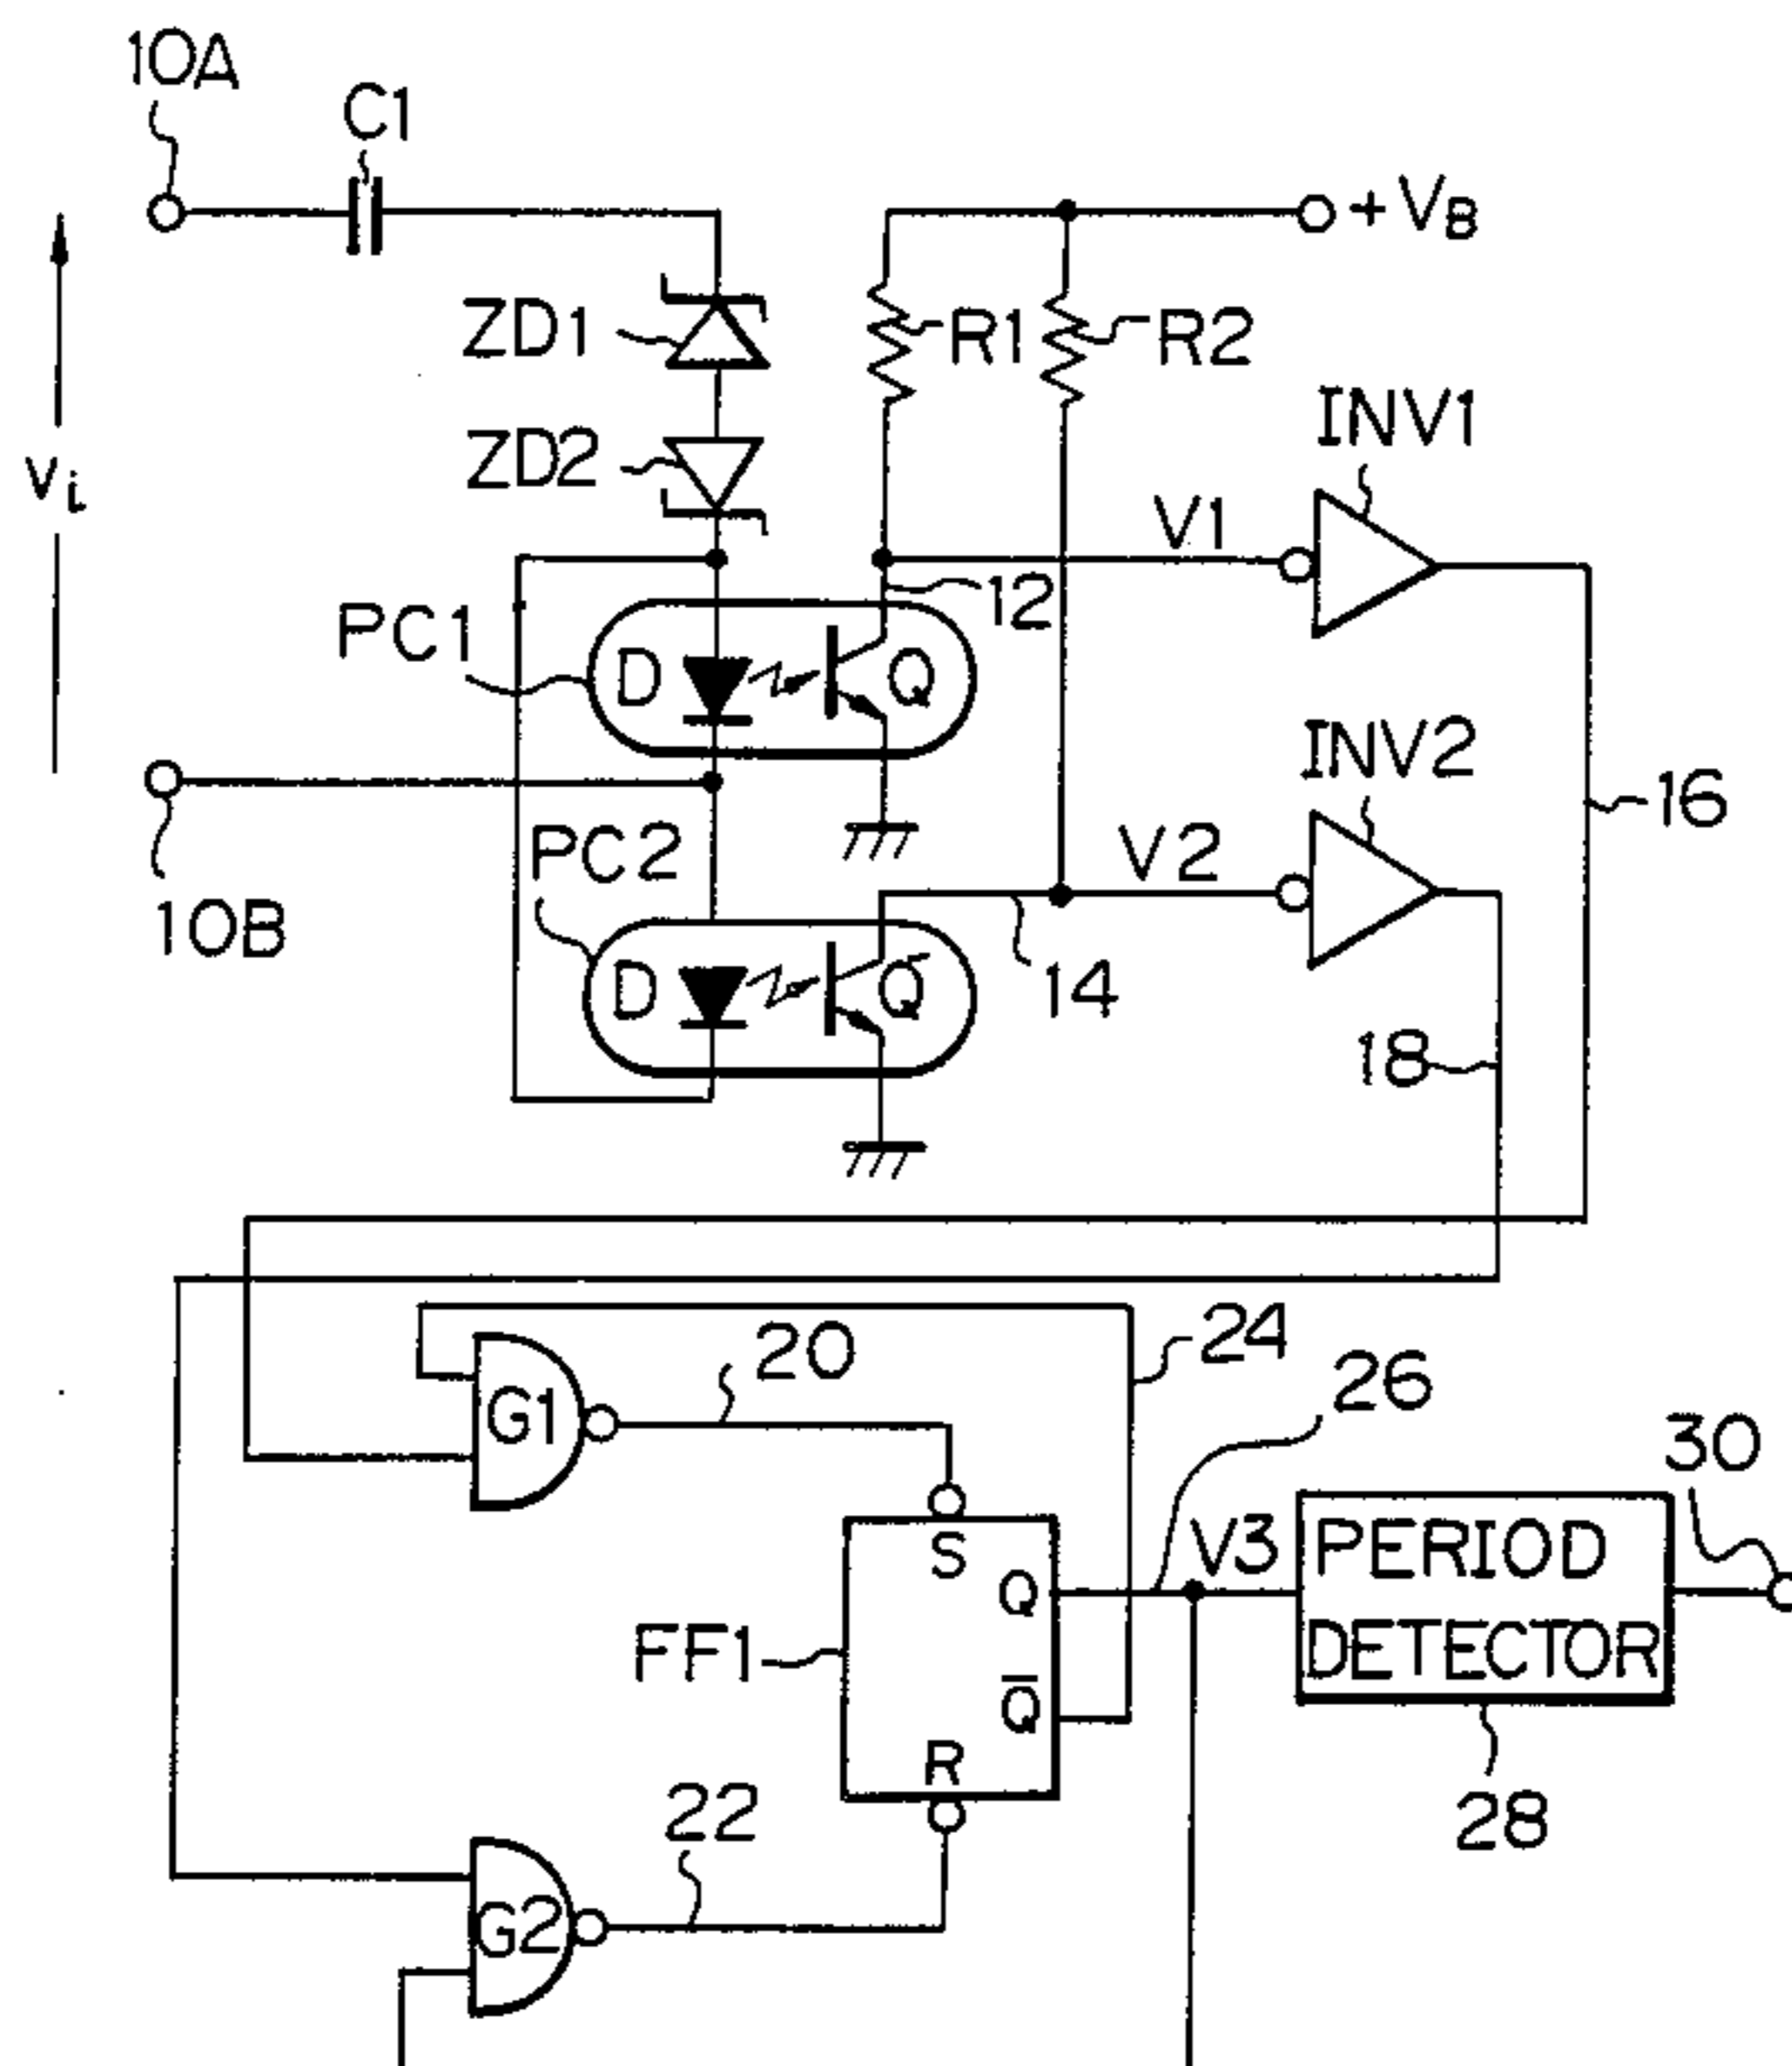 10A
C1
+VB
ZD1
R1
R2
ZD2
INV1
vi
V1
12
PC1
D
Q
INV2
16
PC2
V2
10B
D
Q
14
18
20
24
26
G1
30
S
V3
PERIOD
DETECTOR
Q
FF1
Q̅
R
22
28
G2